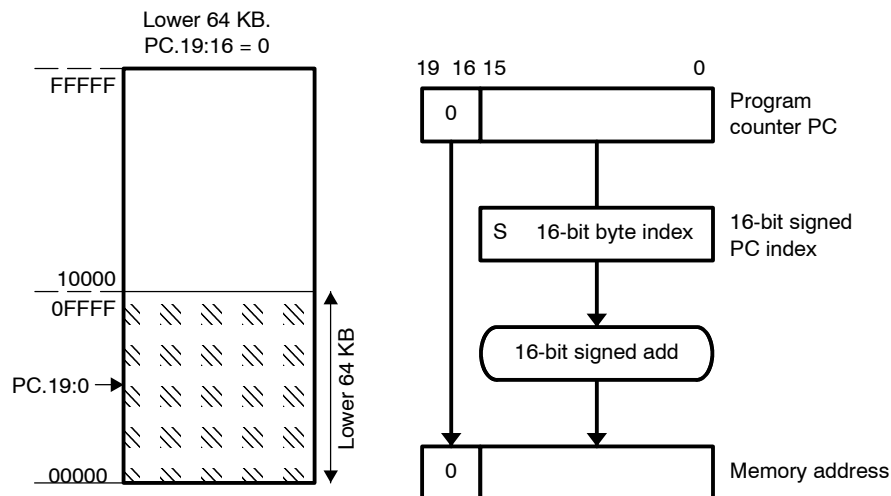 Lower 64 KB.
PC.19:16 = 0
FFFFF
10000
0FFFF
PC.19:0
00000
Lower 64 KB
19 16 15 0
0
Program
counter PC
S 16-bit byte index
16-bit signed
PC index
16-bit signed add
0
Memory address